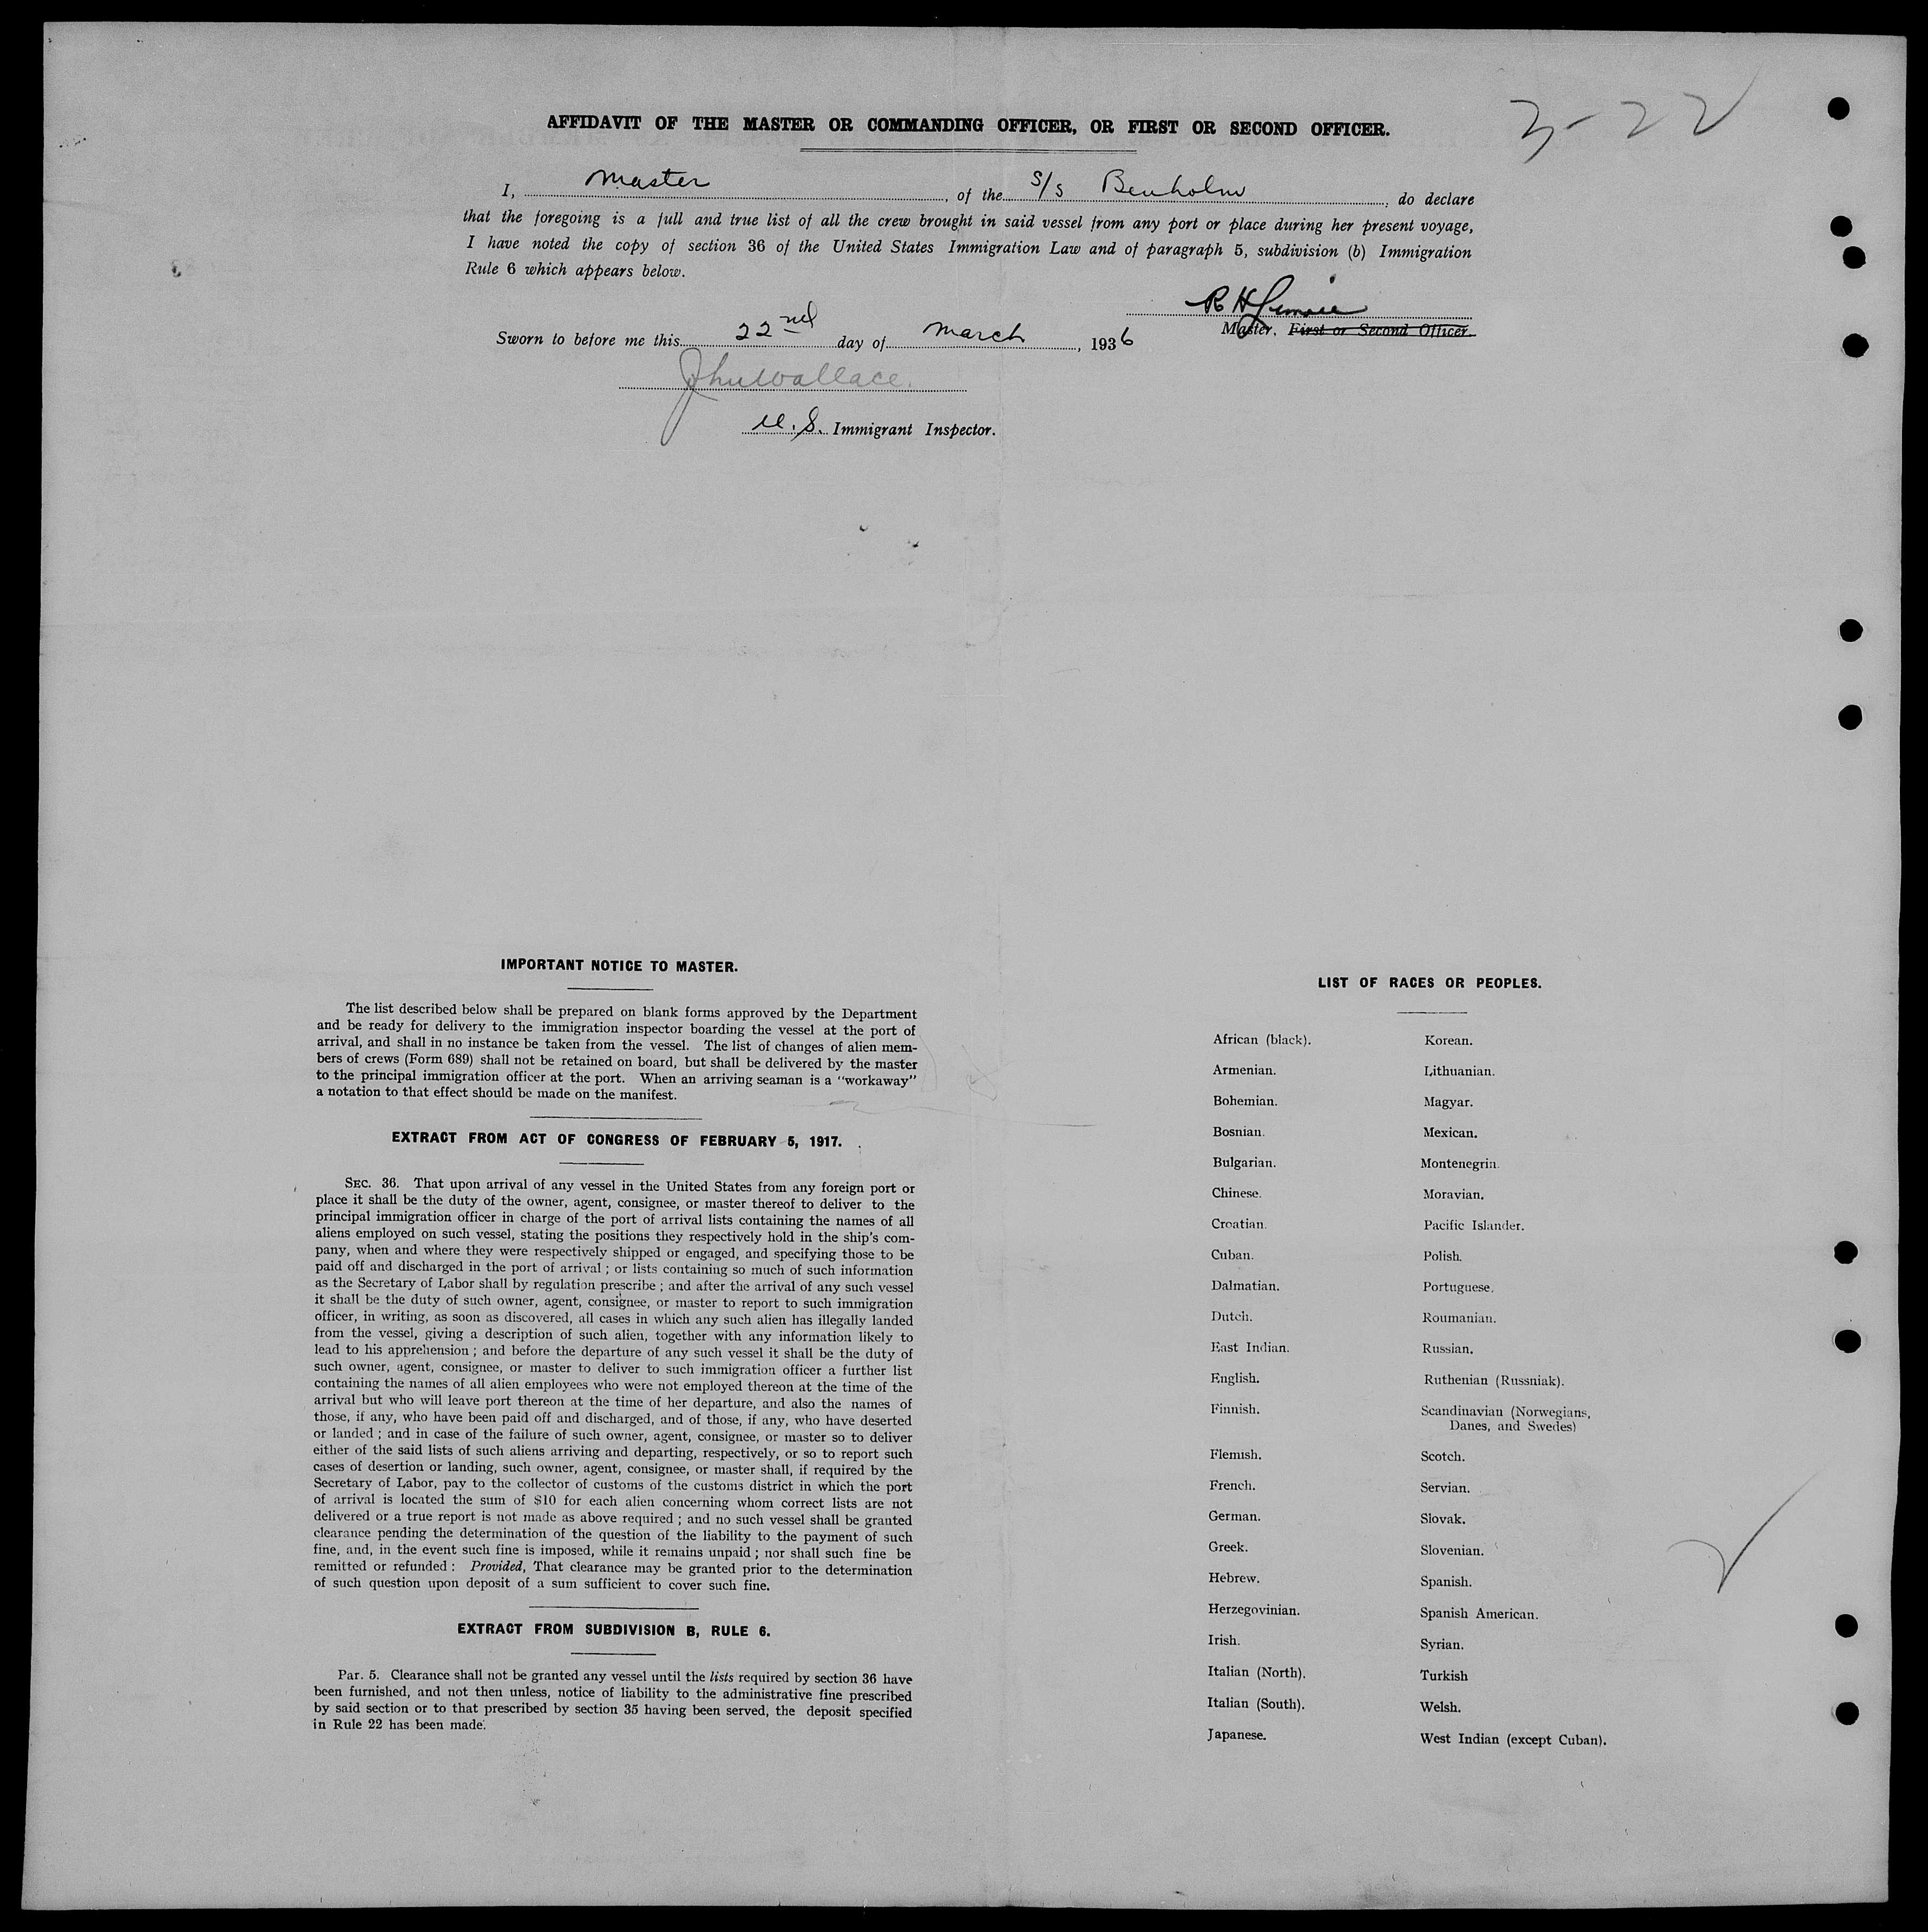 3-22
AFFIDAVIT OF THE MASTER OR COMMANDING OFFICER, OR FIRST OR SECOND OFFICER.
I, Master, of the S/S Benholm, do declare
that the foregoing is a full and true list of all the crew brought in said vessel from any port or place during her present voyage,
I have noted the copy of section 36 of the United States Immigration Law and of paragraph 5, subdivision (b) Immigration
Rule 6 which appears below.
R H
Master. First or Second Officer.
Sworn to before me this 22nd day of March, 1936
Jno Wallace
U.S. Immigrant Inspector.
IMPORTANT NOTICE TO MASTER.
The list described below shall be prepared on blank forms approved by the Department
and be ready for delivery to the immigration inspector boarding the vessel at the port of
arrival, and shall in no instance be taken from the vessel. The list of changes of alien mem-
bers of crews (Form 689) shall not be retained on board, but shall be delivered by the master
to the principal immigration officer at the port. When an arriving seaman is a "workaway"
a notation to that effect should be made on the manifest.
EXTRACT FROM ACT OF CONGRESS OF FEBRUARY 5, 1917.
SEC. 36. That upon arrival of any vessel in the United States from any foreign port or
place it shall be the duty of the owner, agent, consignee, or master thereof to deliver to the
principal immigration officer in charge of the port of arrival lists containing the names of all
aliens employed on such vessel, stating the positions they respectively hold in the ship's com-
pany, when and where they were respectively shipped or engaged, and specifying those to be
paid off and discharged in the port of arrival; or lists containing so much of such information
as the Secretary of Labor shall by regulation prescribe; and after the arrival of any such vessel
it shall be the duty of such owner, agent, consignee, or master to report to such immigration
officer, in writing, as soon as discovered, all cases in which any such alien has illegally landed
from the vessel, giving a description of such alien, together with any information likely to
lead to his apprehension; and before the departure of any such vessel it shall be the duty of
such owner, agent, consignee, or master to deliver to such immigration officer a further list
containing the names of all alien employees who were not employed thereon at the time of the
arrival but who will leave port thereon at the time of her departure, and also the names of
those, if any, who have been paid off and discharged, and of those, if any, who have deserted
or landed; and in case of the failure of such owner, agent, consignee, or master so to deliver
either of the said lists of such aliens arriving and departing, respectively, or so to report such
cases of desertion or landing, such owner, agent, consignee, or master shall, if required by the
Secretary of Labor, pay to the collector of customs of the customs district in which the port
of arrival is located the sum of $10 for each alien concerning whom correct lists are not
delivered or a true report is not made as above required; and no such vessel shall be granted
clearance pending the determination of the question of the liability to the payment of such
fine, and, in the event such fine is imposed, while it remains unpaid; nor shall such fine be
remitted or refunded: Provided, That clearance may be granted prior to the determination
of such question upon deposit of a sum sufficient to cover such fine.
EXTRACT FROM SUBDIVISION B, RULE 6.
Par. 5. Clearance shall not be granted any vessel until the lists required by section 36 have
been furnished, and not then unless, notice of liability to the administrative fine prescribed
by said section or to that prescribed by section 35 having been served, the deposit specified
in Rule 22 has been made.
LIST OF RACES OR PEOPLES.
African (black).
Armenian.
Bohemian.
Bosnian.
Bulgarian.
Chinese.
Croatian.
Cuban.
Dalmatian.
Dutch.
East Indian.
English.
Finnish.
Flemish.
French.
German.
Greek.
Hebrew.
Herzegovinian.
Irish.
Italian (North).
Italian (South).
Japanese.
Korean.
Lithuanian.
Magyar.
Mexican.
Montenegrin.
Moravian.
Pacific Islander.
Polish.
Portuguese.
Roumanian.
Russian.
Ruthenian (Russniak).
Scandinavian (Norwegians,
Danes, and Swedes)
Scotch.
Servian.
Slovak.
Slovenian.
Spanish.
Spanish American.
Syrian.
Turkish
Welsh.
West Indian (except Cuban).